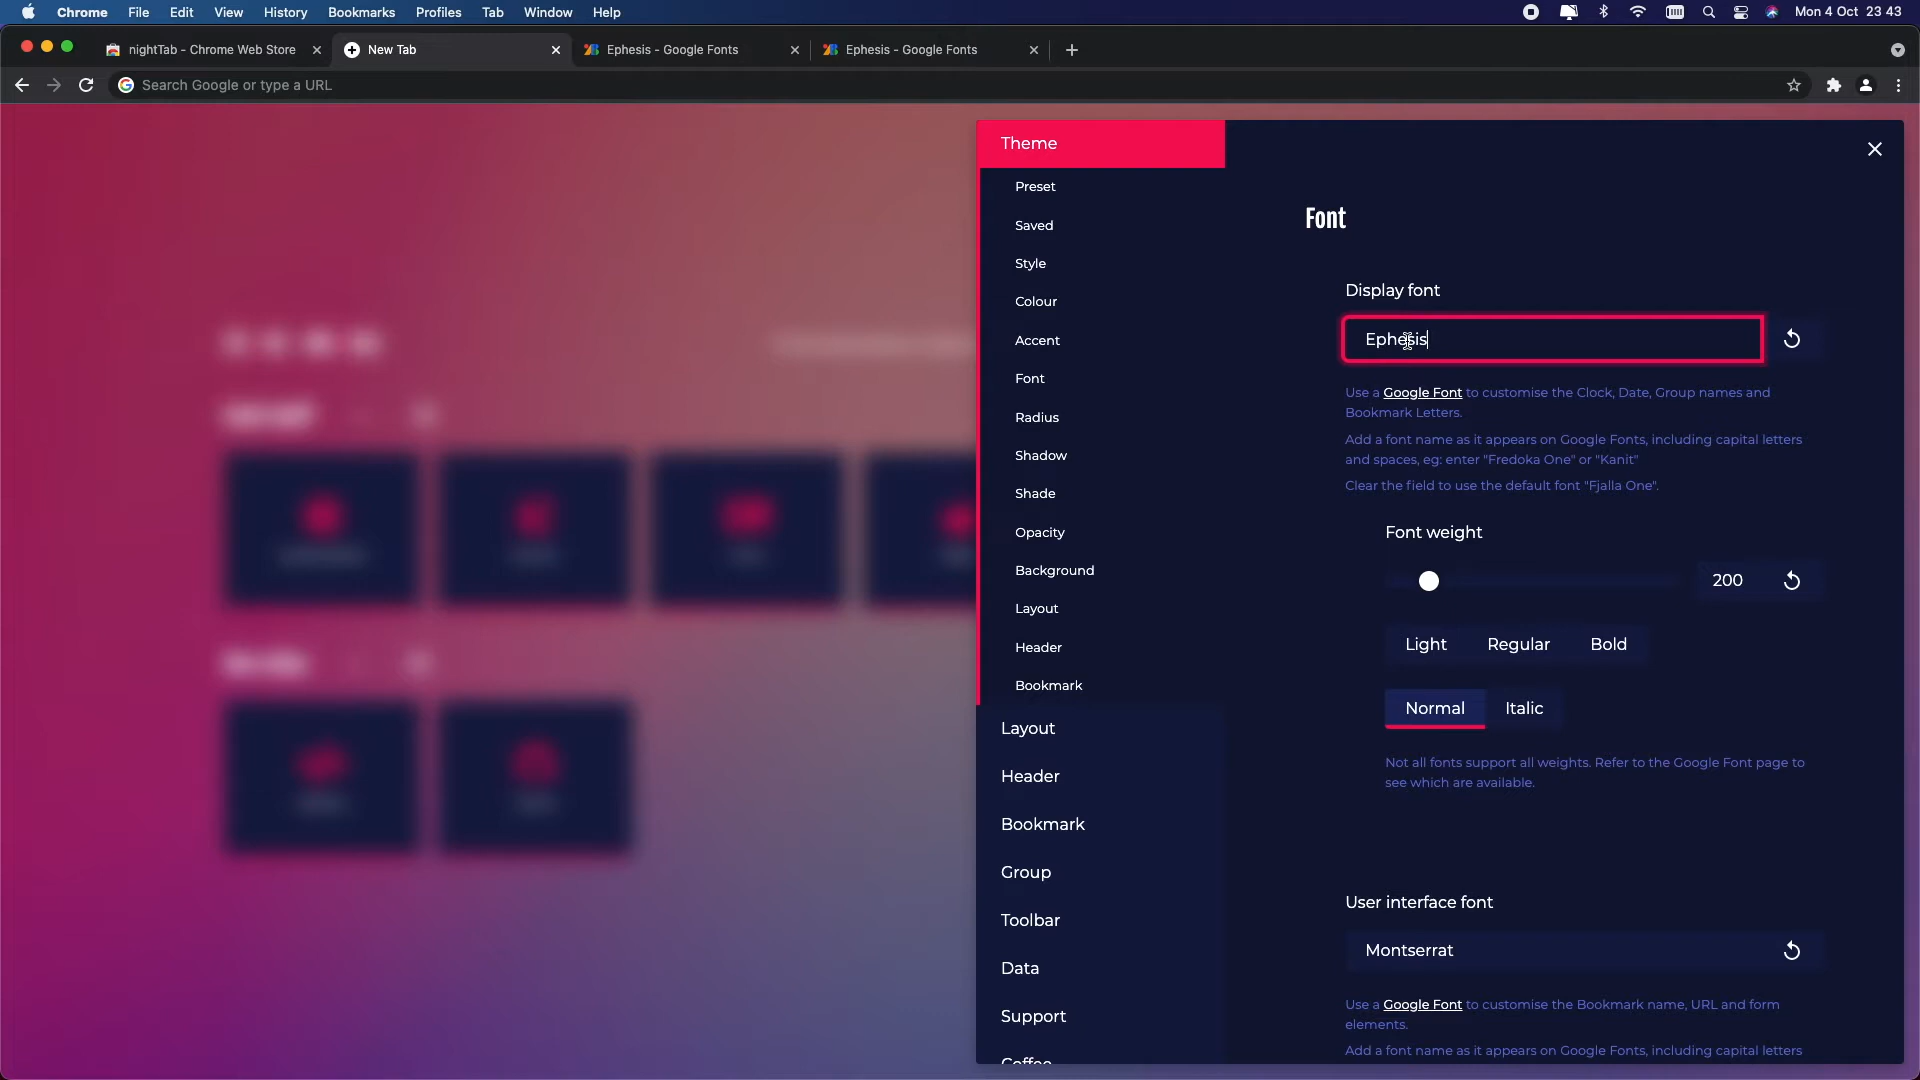 Chrome File Edit View History Bookmarks Profiles Tab Window Help Mon 4 Oct 23 43
nightTab - Chrome Web Store New Tab Ephesis - Google Fonts Ephesis - Google Fonts
Search Google or type a URL
Theme
Preset
Saved
Style
Colour
Accent
Font
Radius
Shadow
Shade
Opacity
Background
Layout
Header
Bookmark
Layout
Header
Bookmark
Group
Toolbar
Data
Support
Coffee
Font
Display font
Ephesis
Use a Google Font to customise the Clock, Date, Group names and
Bookmark Letters.
Add a font name as it appears on Google Fonts, including capital letters
and spaces, eg: enter "Fredoka One" or "Kanit"
Clear the field to use the default font "Fjalla One".
Font weight
200
Light Regular Bold
Normal Italic
Not all fonts support all weights. Refer to the Google Font page to
see which are available.
User interface font
Montserrat
Use a Google Font to customise the Bookmark name, URL and form
elements.
Add a font name as it appears on Google Fonts, including capital letters